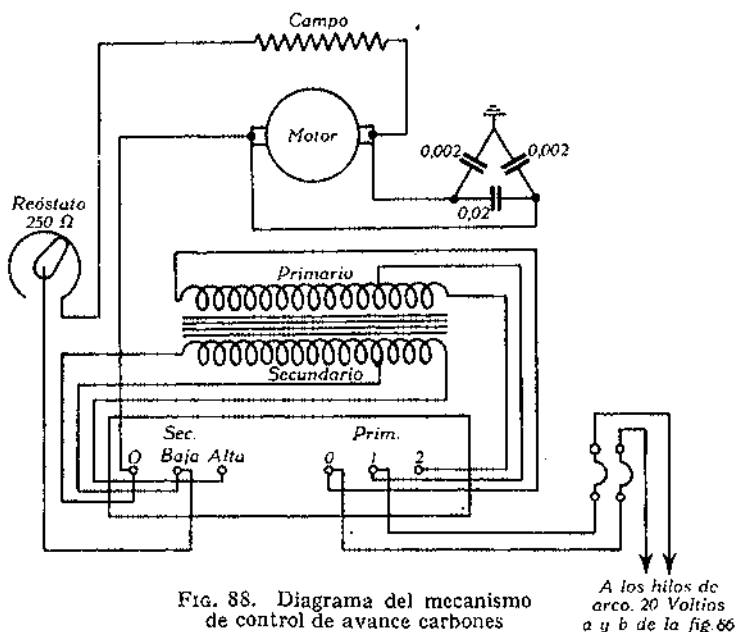 Campo
Motor
0,002
0,002
0,02
Reóstato
250 Ω
Primario
Secundario
Sec.
Prim.
O
Baja
Alta
0
1
2
FIG. 88. Diagrama del mecanismo
de control de avance carbones
A los hilos de
arco. 20 Voltios
a y b de la fig. 66